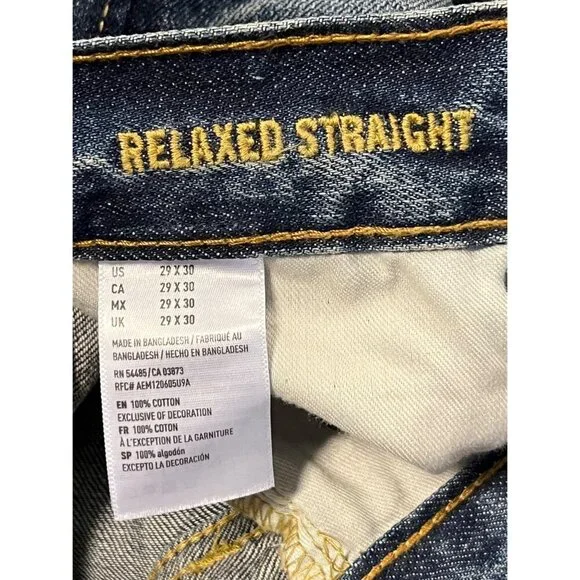 RELAXED STRAIGHT
US 29 X 30
CA 29 X 30
MX 29 X 30
UK 29 X 30
MADE IN BANGLADESH / FABRIQUÉ AU
BANGLADESH / HECHO EN BANGLADESH
RN 54485/CA 03873
RFC# AEM120605U9A
EN 100% COTTON
EXCLUSIVE OF DECORATION
FR 100% COTON
À L'EXCEPTION DE LA GARNITURE
SP 100% algodón
EXCEPTO LA DECORACIÓN